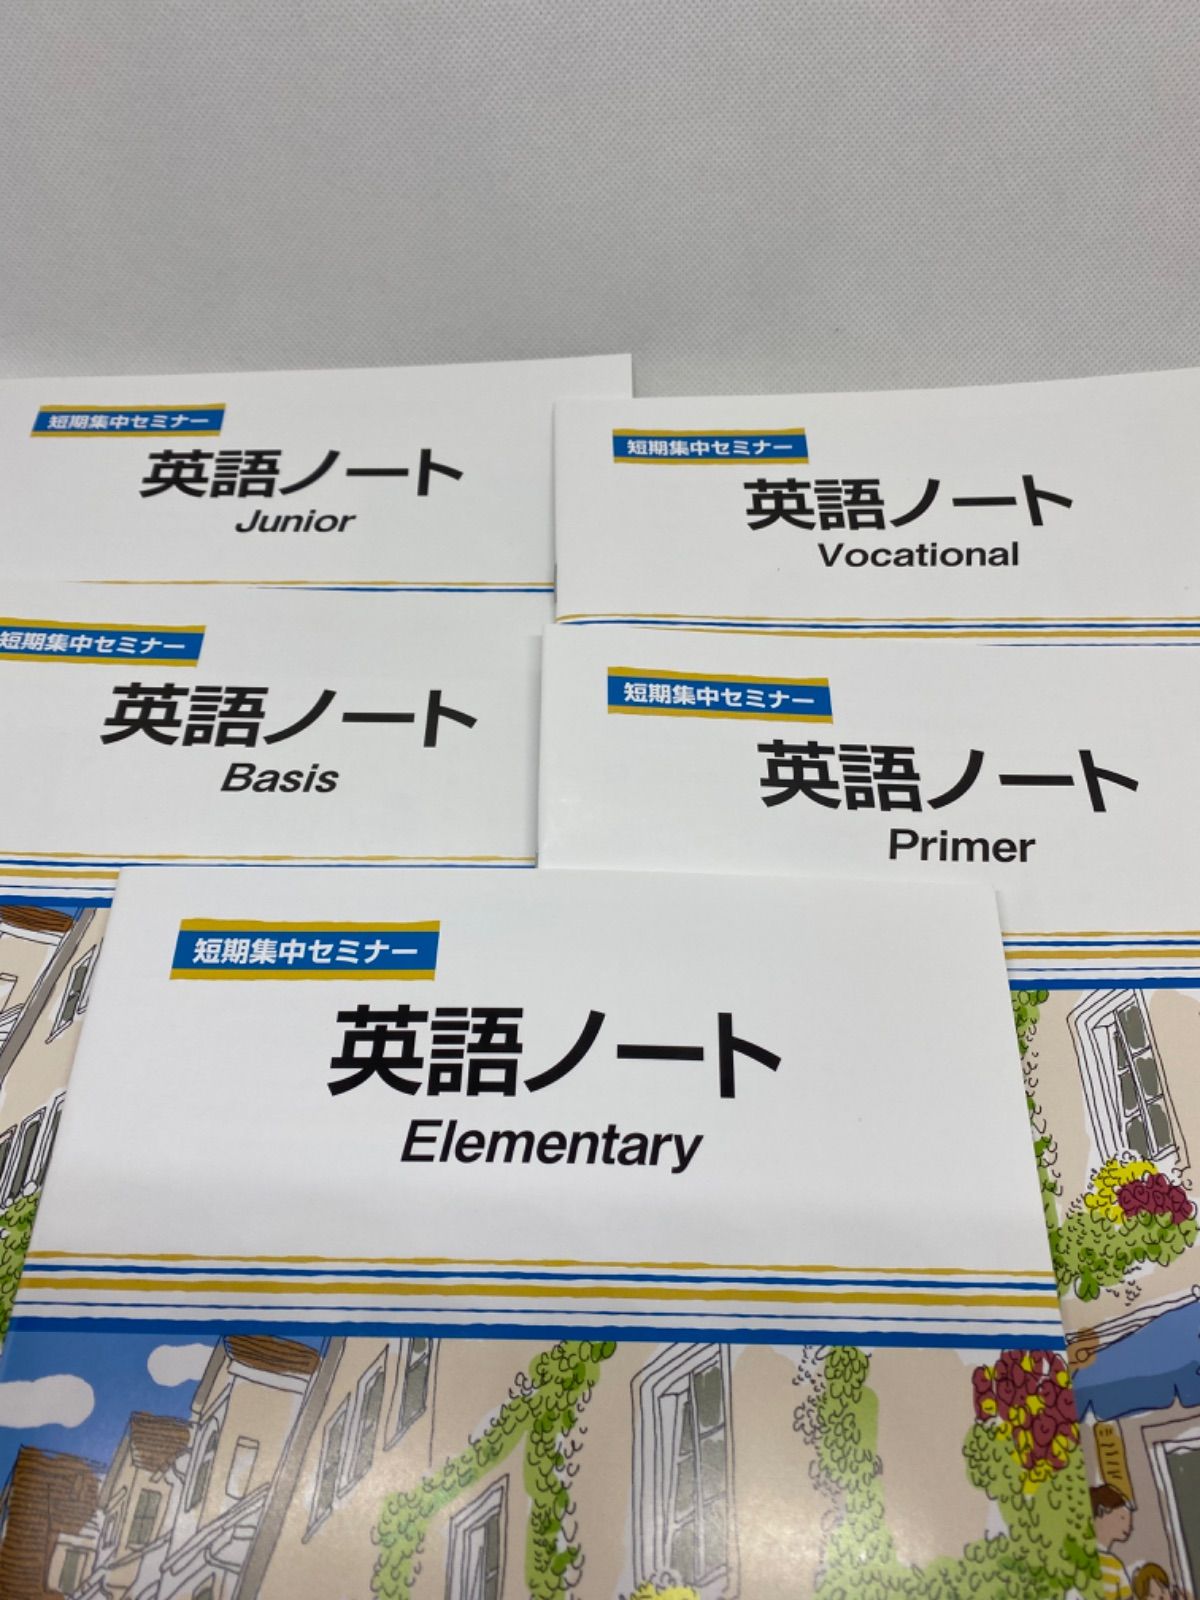 短期集中セミナー
英語ノート
Junior
短期集中セミナー
英語ノート
Vocational
短期集中セミナー
英語ノート
Basis
短期集中セミナー
英語ノート
Primer
短期集中セミナー
英語ノート
Elementary